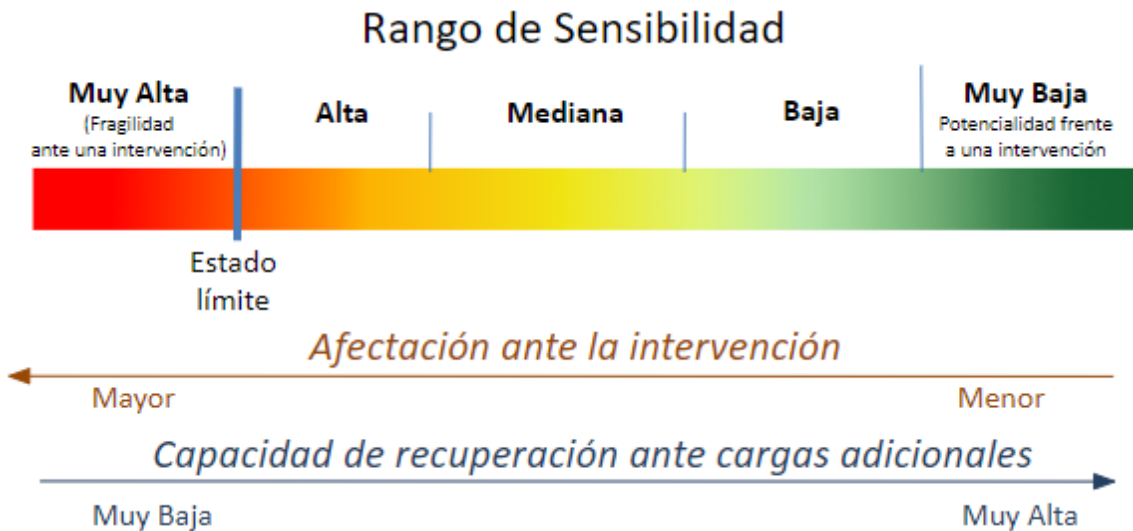 Rango de Sensibilidad
Muy Alta
(Fragilidad
ante una intervención)
Alta
Mediana
Baja
Muy Baja
Potencialidad frente
a una intervención
Estado
límite
Afectación ante la intervención
Mayor
Menor
Capacidad de recuperación ante cargas adicionales
Muy Baja
Muy Alta